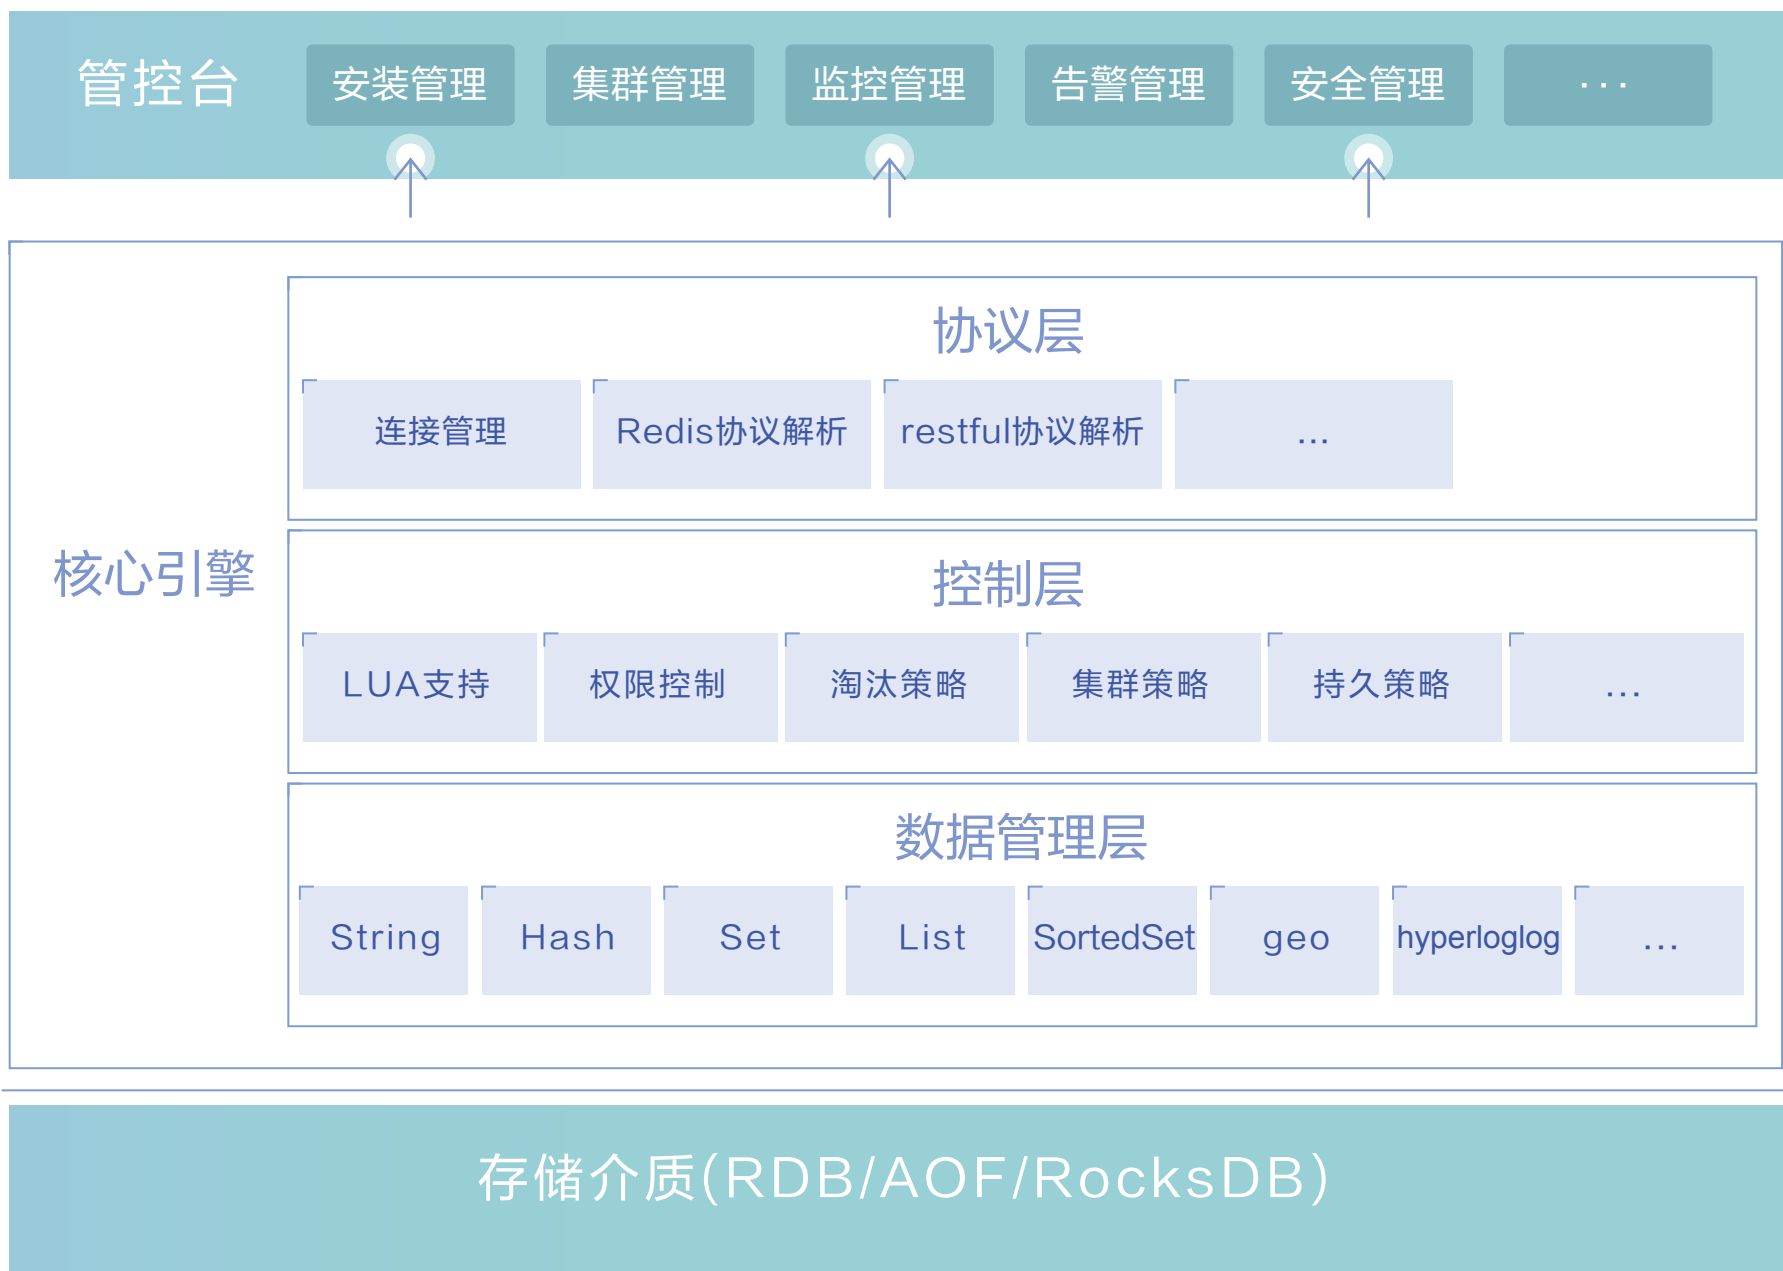 管控台 安装管理 集群管理 监控管理 告警管理 安全管理 ...
协议层
连接管理 Redis协议解析 restful协议解析 ...
核心引擎
控制层
LUA支持 权限控制 淘汰策略 集群策略 持久策略 ...
数据管理层
String Hash Set List SortedSet geo hyperloglog ...
存储介质(RDB/AOF/RocksDB)